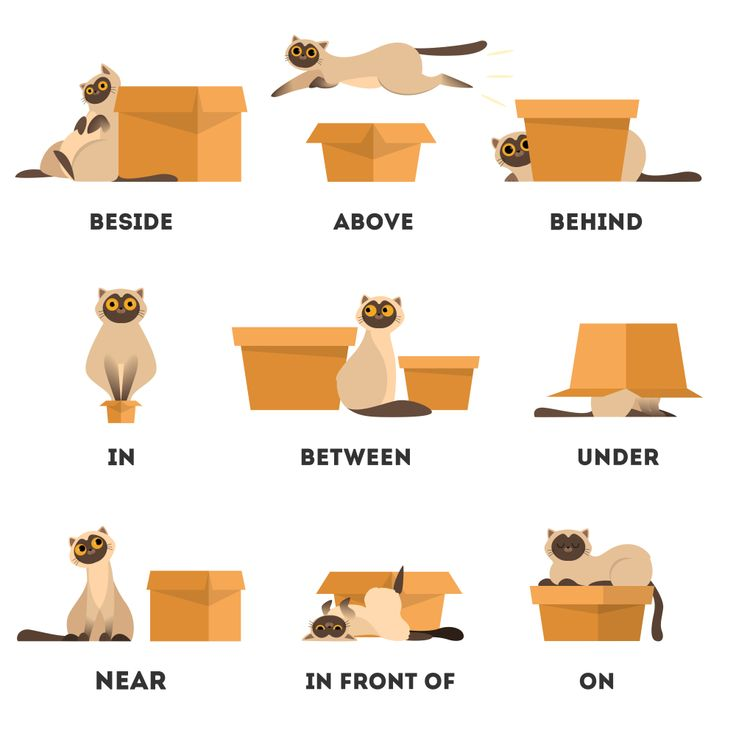 BESIDE
ABOVE
BEHIND
IN
BETWEEN
UNDER
NEAR
IN FRONT OF
ON